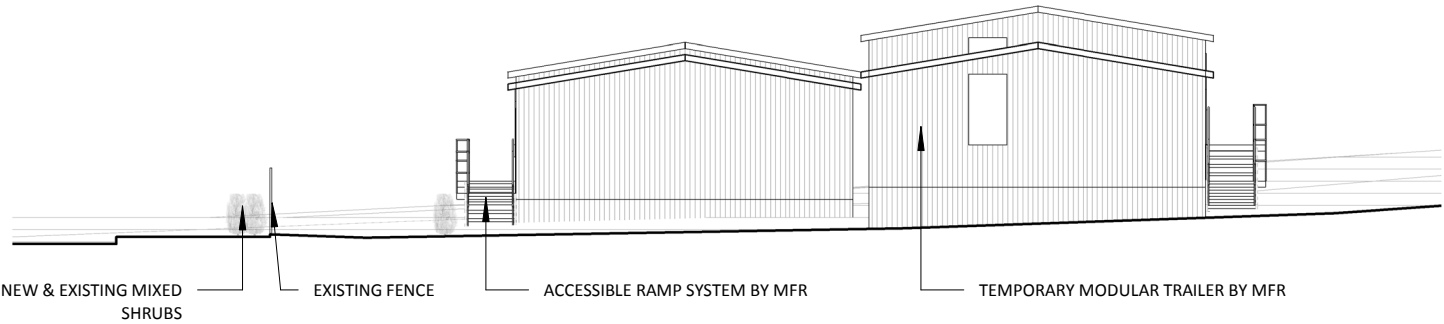 NEW & EXISTING MIXED
SHRUBS
EXISTING FENCE
ACCESSIBLE RAMP SYSTEM BY MFR
TEMPORARY MODULAR TRAILER BY MFR